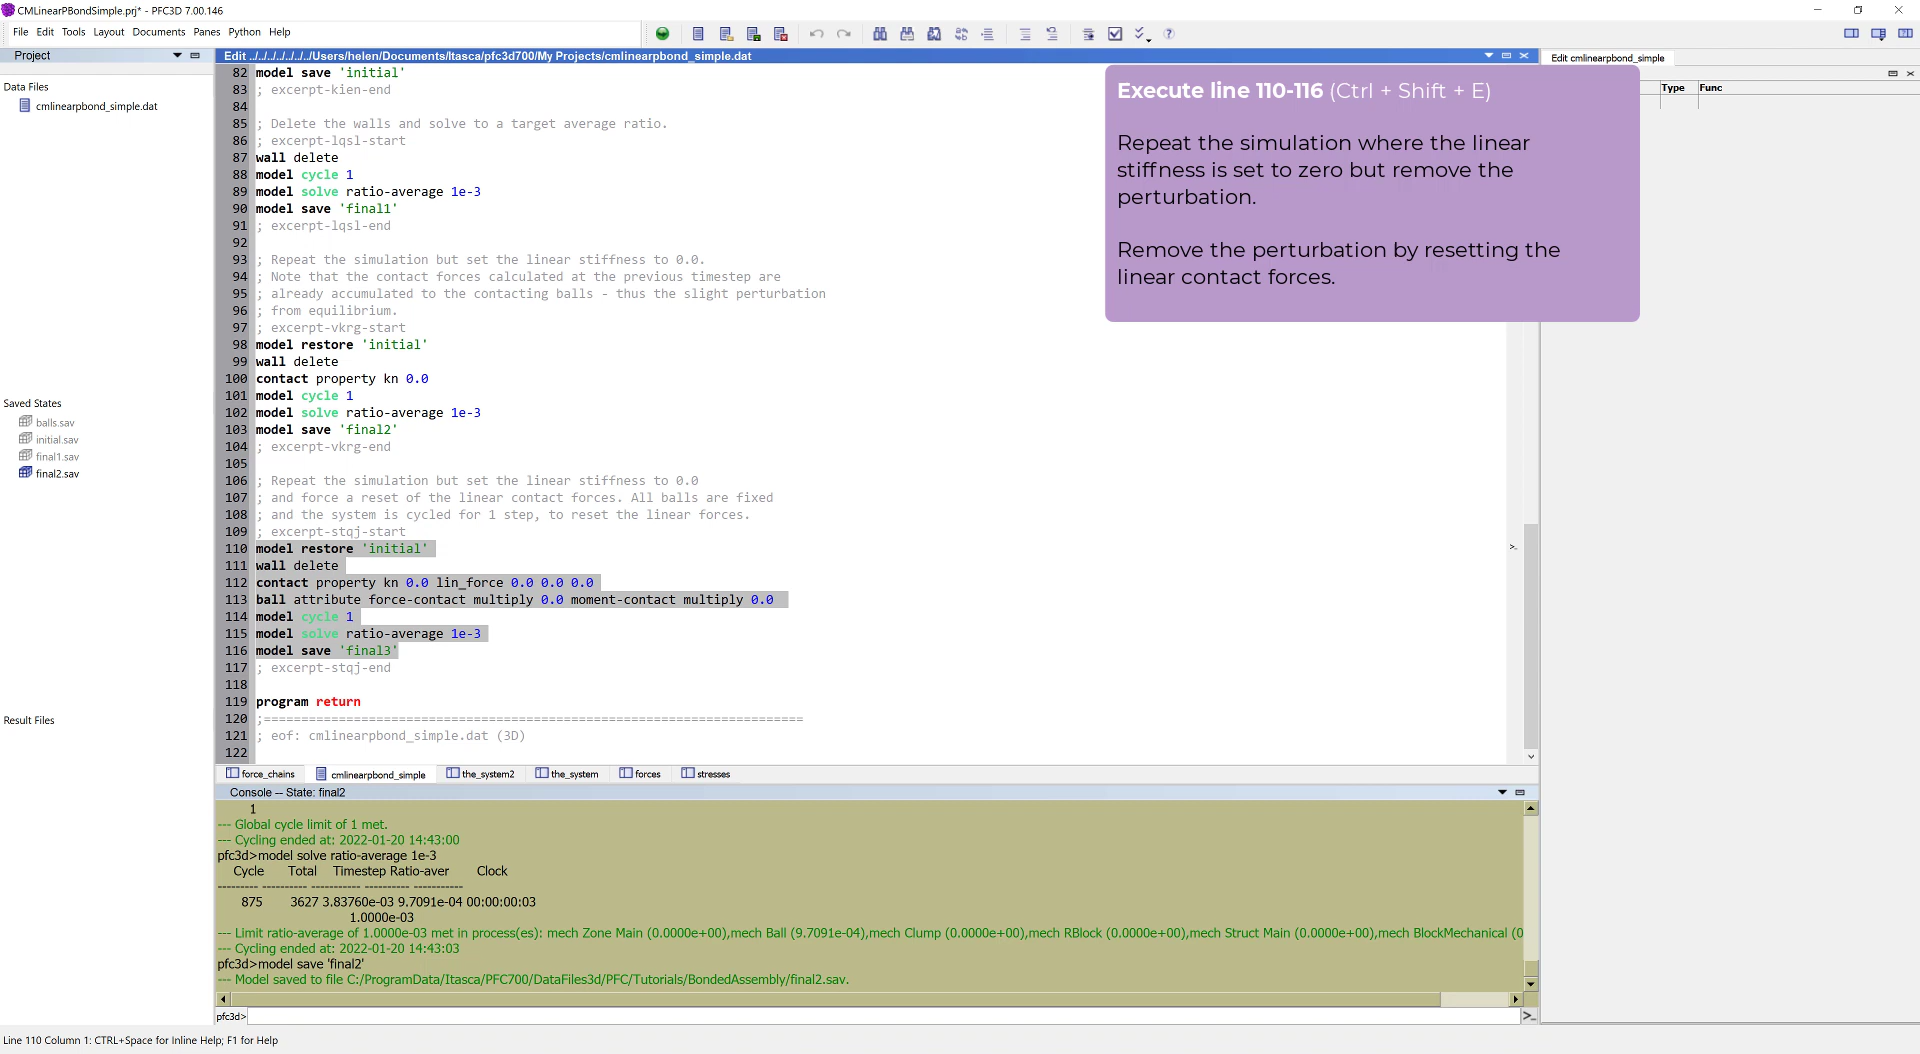 CMLinearPBondSimple.prj* - PFC3D 7.00.146
File Edit Tools Layout Documents Panes Python Help
Project
Edit ../../../../../../Users/helen/Documents/Itasca/pfc3d700/My Projects/cmlinearpbond_simple.dat
Edit cmlinearpbond_simple
Type Func
Data Files
cmlinearpbond_simple.dat
Saved States
balls.sav
initial.sav
final1.sav
final2.sav
Result Files
82 model save 'initial'
83 ; excerpt-kien-end
84
85 ; Delete the walls and solve to a target average ratio.
86 ; excerpt-lqsl-start
87 wall delete
88 model cycle 1
89 model solve ratio-average 1e-3
90 model save 'final1'
91 ; excerpt-lqsl-end
92
93 ; Repeat the simulation but set the linear stiffness to 0.0.
94 ; Note that the contact forces calculated at the previous timestep are
95 ; already accumulated to the contacting balls - thus the slight perturbation
96 ; from equilibrium.
97 ; excerpt-vkrg-start
98 model restore 'initial'
99 wall delete
100 contact property kn 0.0
101 model cycle 1
102 model solve ratio-average 1e-3
103 model save 'final2'
104 ; excerpt-vkrg-end
105
106 ; Repeat the simulation but set the linear stiffness to 0.0
107 ; and force a reset of the linear contact forces. All balls are fixed
108 ; and the system is cycled for 1 step, to reset the linear forces.
109 ; excerpt-stqj-start
110 model restore 'initial'
111 wall delete
112 contact property kn 0.0 lin_force 0.0 0.0 0.0
113 ball attribute force-contact multiply 0.0 moment-contact multiply 0.0
114 model cycle 1
115 model solve ratio-average 1e-3
116 model save 'final3'
117 ; excerpt-stqj-end
118
119 program return
120 ;========================================================================
121 ; eof: cmlinearpbond_simple.dat (3D)
122
Execute line 110-116 (Ctrl + Shift + E)
Repeat the simulation where the linear
stiffness is set to zero but remove the
perturbation.
Remove the perturbation by resetting the
linear contact forces.
force_chains cmlinearpbond_simple the_system2 the_system forces stresses
Console -- State: final2
1
--- Global cycle limit of 1 met.
--- Cycling ended at: 2022-01-20 14:43:00
pfc3d>model solve ratio-average 1e-3
Cycle Total Timestep Ratio-aver Clock
--------- ---------- ----------- ---------- -----------
875 3627 3.83760e-03 9.7091e-04 00:00:00:03
1.0000e-03
--- Limit ratio-average of 1.0000e-03 met in process(es): mech Zone Main (0.0000e+00),mech Ball (9.7091e-04),mech Clump (0.0000e+00),mech RBlock (0.0000e+00),mech Struct Main (0.0000e+00),mech BlockMechanical (0
--- Cycling ended at: 2022-01-20 14:43:03
pfc3d>model save 'final2'
--- Model saved to file C:/ProgramData/Itasca/PFC700/DataFiles3d/PFC/Tutorials/BondedAssembly/final2.sav.
pfc3d>
Line 110 Column 1: CTRL+Space for Inline Help; F1 for Help